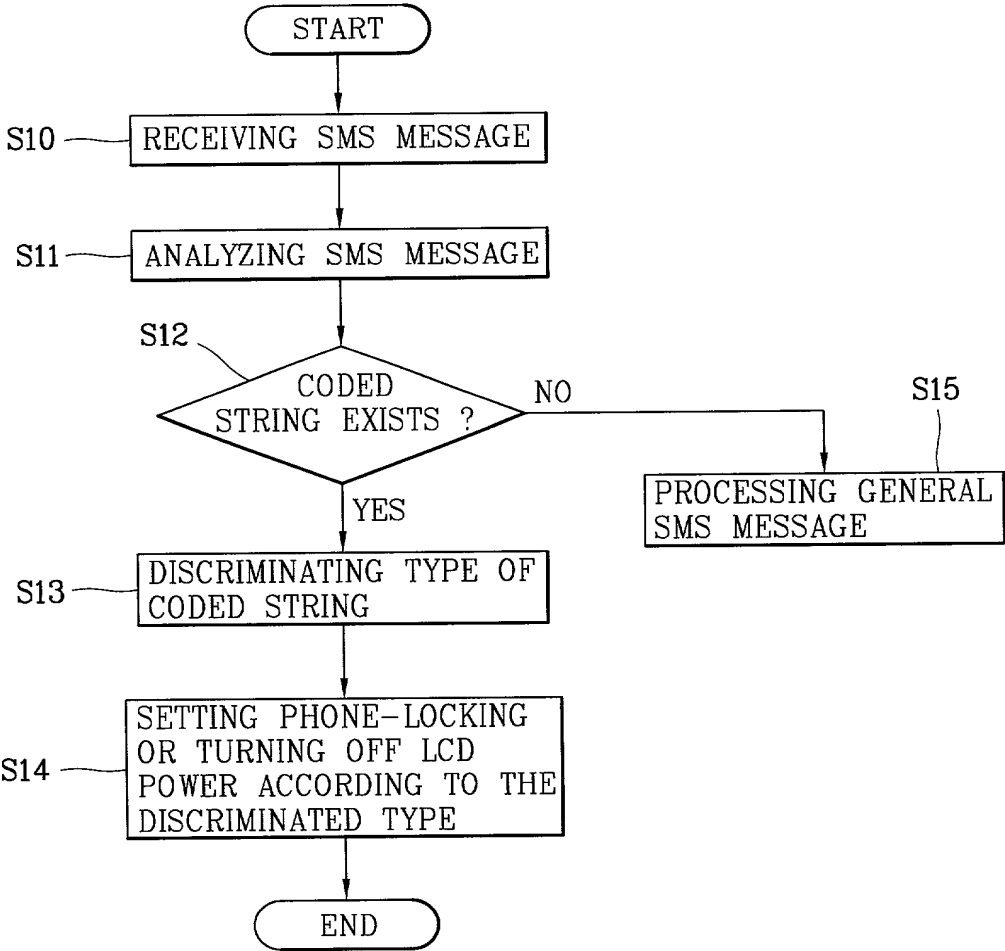 START
S10
RECEIVING SMS MESSAGE
S11
ANALYZING SMS MESSAGE
S12
CODED
STRING EXISTS ?
NO
S15
PROCESSING GENERAL
SMS MESSAGE
YES
S13
DISCRIMINATING TYPE OF
CODED STRING
S14
SETTING PHONE-LOCKING
OR TURNING OFF LCD
POWER ACCORDING TO THE
DISCRIMINATED TYPE
END